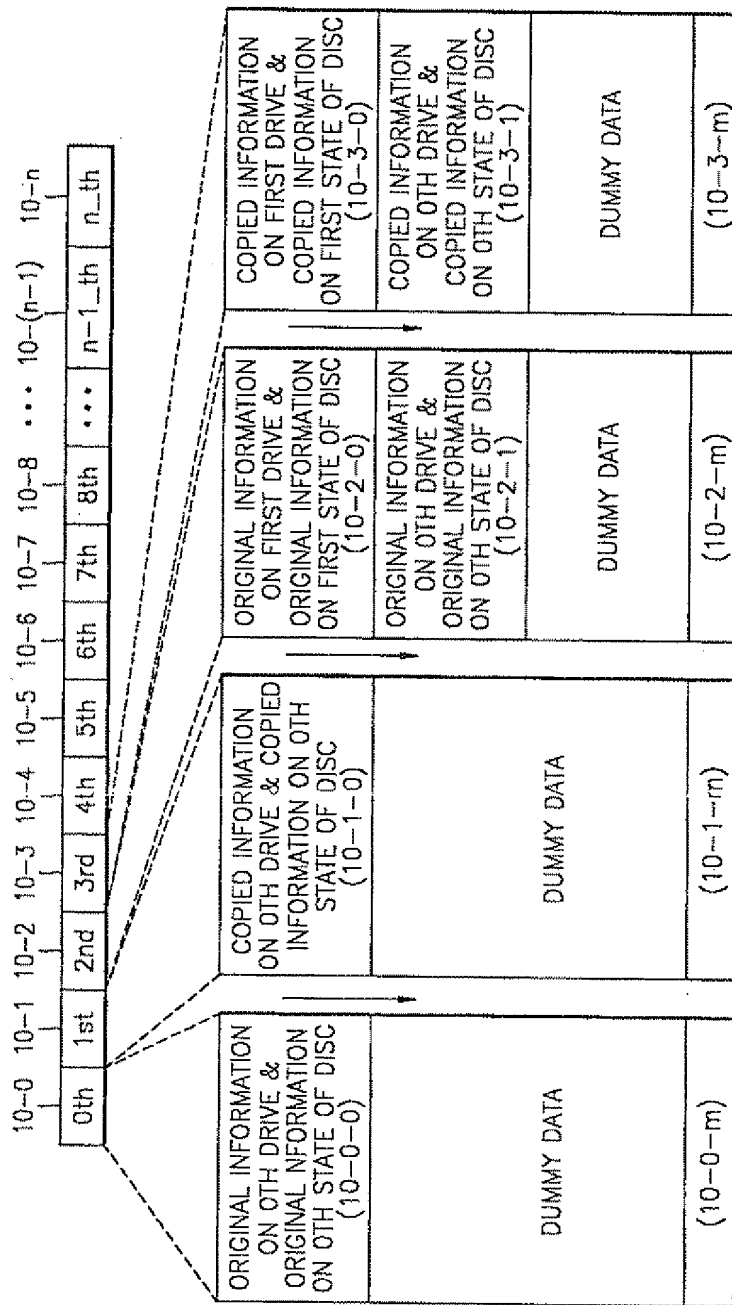 10-0 10-1 10-2 10-3 10-4 10-5 10-6 10-7 10-8 ••• 10-(n-1) 10-n
0th 1st 2nd 3rd 4th 5th 6th 7th 8th ••• n-1_th n_th
ORIGINAL INFORMATION
ON 0TH DRIVE &
ORIGINAL NFORMATION
ON 0TH STATE OF DISC
(10-0-0)
DUMMY DATA
(10-0-m)
COPIED INFORMATION
ON 0TH DRIVE & COPIED
INFORMATION ON 0TH
STATE OF DISC
(10-1-0)
DUMMY DATA
(10-1-m)
ORIGINAL INFORMATION
ON FIRST DRIVE &
ORIGINAL INFORMATION
ON FIRST STATE OF DISC
(10-2-0)
ORIGINAL INFORMATION
ON 0TH DRIVE &
ORIGINAL INFORMATION
ON 0TH STATE OF DISC
(10-2-1)
DUMMY DATA
(10-2-m)
COPIED INFORMATION
ON FIRST DRIVE &
COPIED INFORMATION
ON FIRST STATE OF DISC
(10-3-0)
COPIED INFORMATION
ON 0TH DRIVE &
COPIED INFORMATION
ON 0TH STATE OF DISC
(10-3-1)
DUMMY DATA
(10-3-m)